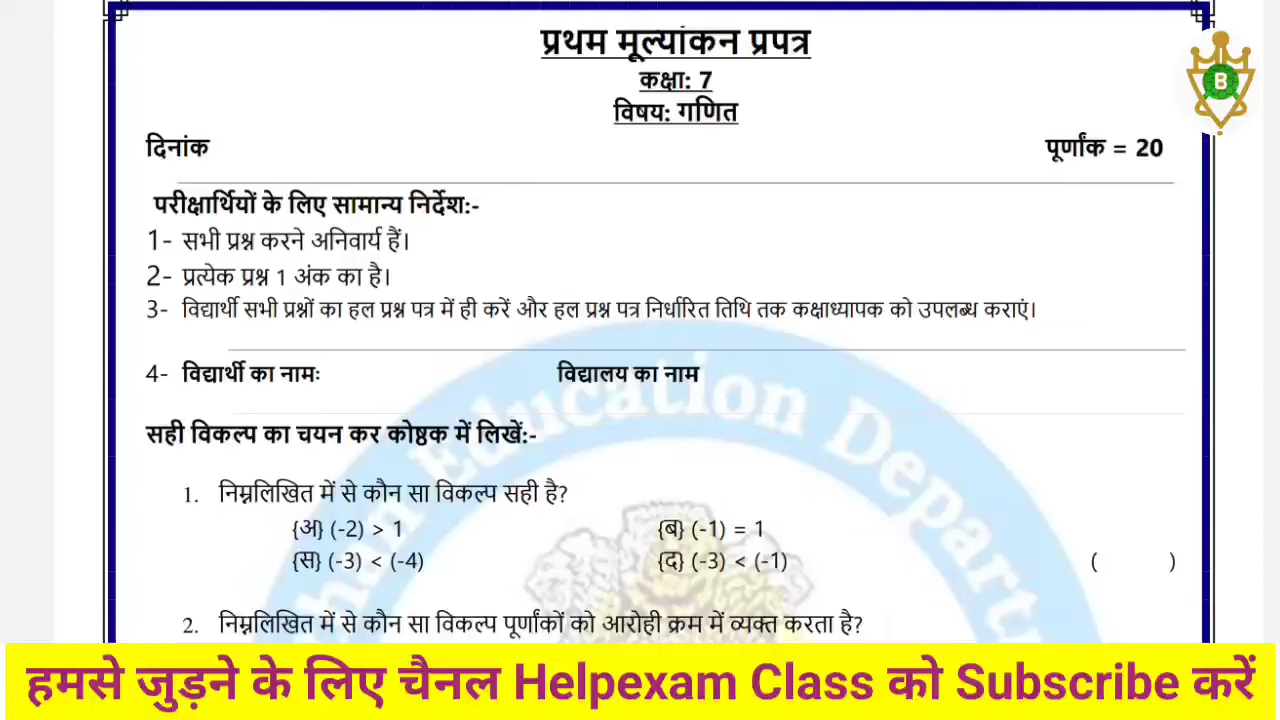 प्रथम मूल्यांकन प्रपत्र
कक्षा: 7
विषय: गणित
B
दिनांक पूर्णांक = 20
परीक्षार्थियों के लिए सामान्य निर्देश:-
1- सभी प्रश्न करने अनिवार्य हैं।
2- प्रत्येक प्रश्न 1 अंक का है।
3- विद्यार्थी सभी प्रश्नों का हल प्रश्न पत्र में ही करें और हल प्रश्न पत्र निर्धारित तिथि तक कक्षाध्यापक को उपलब्ध कराएं।
4- विद्यार्थी का नामः विद्यालय का नाम
सही विकल्प का चयन कर कोष्ठक में लिखें:-
1. निम्नलिखित में से कौन सा विकल्प सही है?
{अ} (-2) > 1 {ब} (-1) = 1
{स} (-3) < (-4) {द} (-3) < (-1) ( )
2. निम्नलिखित में से कौन सा विकल्प पूर्णांकों को आरोही क्रम में व्यक्त करता है?
हमसे जुड़ने के लिए चैनल Helpexam Class को Subscribe करें